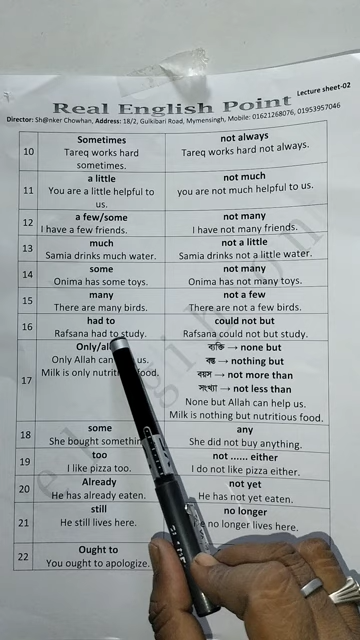 Lecture sheet-02
Real English Point
Director: Sh@nker Chowhan, Address: 18/2, Gulkibari Road, Mymensingh, Mobile: 01621268076, 01953957046
10 Sometimes not always
Tareq works hard sometimes. Tareq works hard not always.
11 a little not much
You are a little helpful to us. you are not much helpful to us.
12 a few/some not many
I have a few friends. I have not many friends.
13 much not a little
Samia drinks much water. Samia drinks not a little water.
14 some not many
Onima has some toys. Onima has not many toys.
15 many not a few
There are many birds. There are not a few birds.
16 had to could not but
Rafsana had to study. Rafsana could not but study.
17 ব্যক্তি → none but
Only Allah can us. বস্তু → nothing but
Milk is only food. বয়স → not more than
সংখ্যা → not less than
None but Allah can help us.
Milk is nothing but nutritious food.
18 some any
She bought She did not buy anything.
19 too not ...... either
I like pizza too. I do not like pizza either.
20 Already not yet
He has already eaten. He has not yet eaten.
21 still no longer
He still lives here. no longer lives here.
22 Ought to
You ought to apologize.